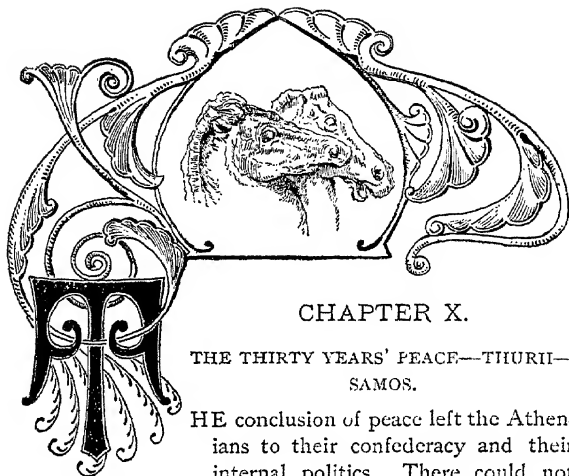 CHAPTER X.
THE THIRTY YEARS' PEACE—THURII—
SAMOS.
THE conclusion of peace left the Athen-
ians to their confederacy and their
internal politics. There could not